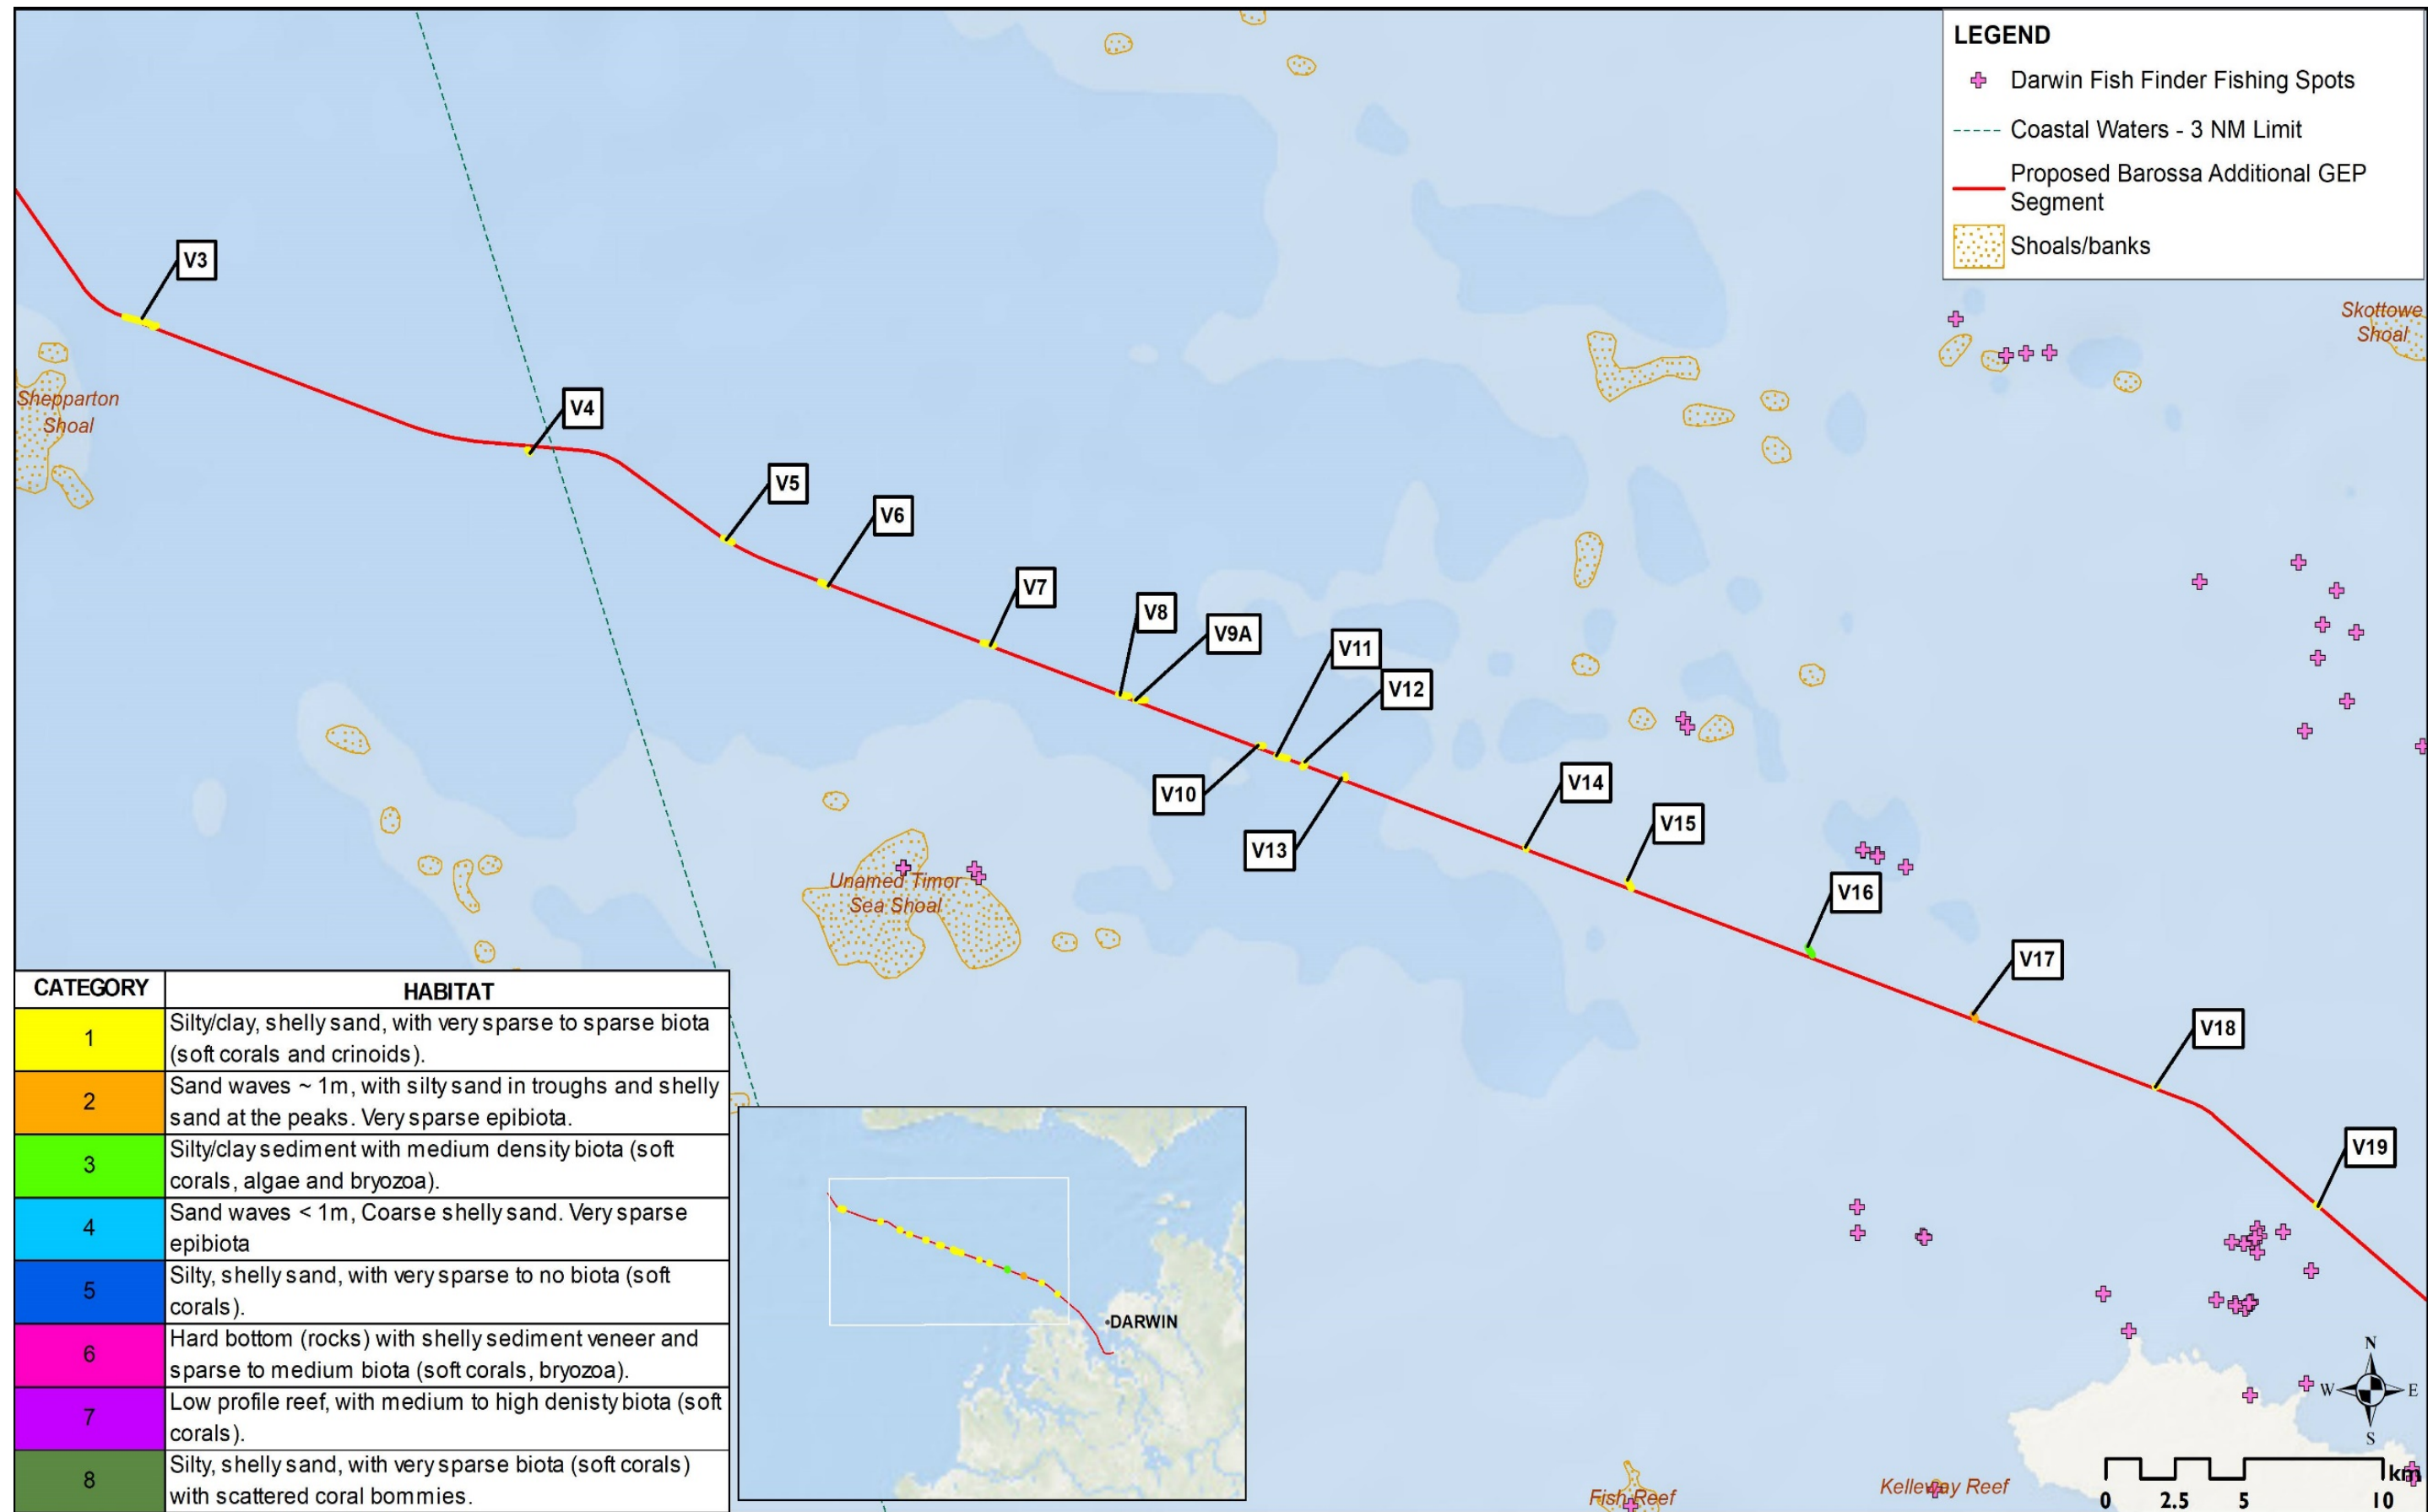 LEGEND
Darwin Fish Finder Fishing Spots
Coastal Waters - 3 NM Limit
Proposed Barossa Additional GEP
Segment
Shoals/banks
V3
Skottowe
Shoal
Shepparton
Shoal
V4
V5
V6
V7
V8
V9A
V11
V12
V10
V13
V14
V15
V16
V17
V18
V19
Unamed Timor
Sea Shoal
CATEGORY HABITAT
1 Silty/clay, shelly sand, with very sparse to sparse biota
(soft corals and crinoids).
2 Sand waves ~ 1m, with silty sand in troughs and shelly
sand at the peaks. Very sparse epibiota.
3 Silty/clay sediment with medium density biota (soft
corals, algae and bryozoa).
4 Sand waves < 1m, Coarse shelly sand. Very sparse
epibiota
5 Silty, shelly sand, with very sparse to no biota (soft
corals).
6 Hard bottom (rocks) with shelly sediment veneer and
sparse to medium biota (soft corals, bryozoa).
7 Low profile reef, with medium to high denisty biota (soft
corals).
8 Silty, shelly sand, with very sparse biota (soft corals)
with scattered coral bommies.
DARWIN
Fish Reef
Kelleway Reef
N
W E
S
km
0 2.5 5 10